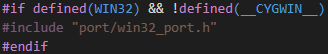 #if defined(WIN32) && !defined(__CYGWIN__)
#include "port/win32_port.h"
#endif